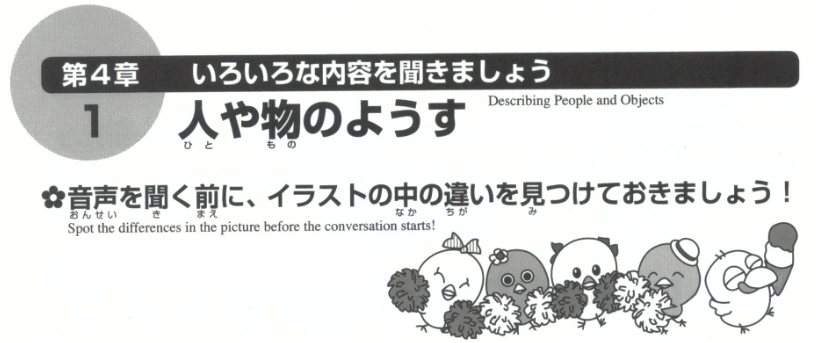 第4章 いろいろな内容を聞きましょう
1 人や物のようす Describing People and Objects
ひと もの
✿音声を聞く前に、イラストの中の違いを見つけておきましょう！
おんせい き まえ なか ちが み
Spot the differences in the picture before the conversation starts!